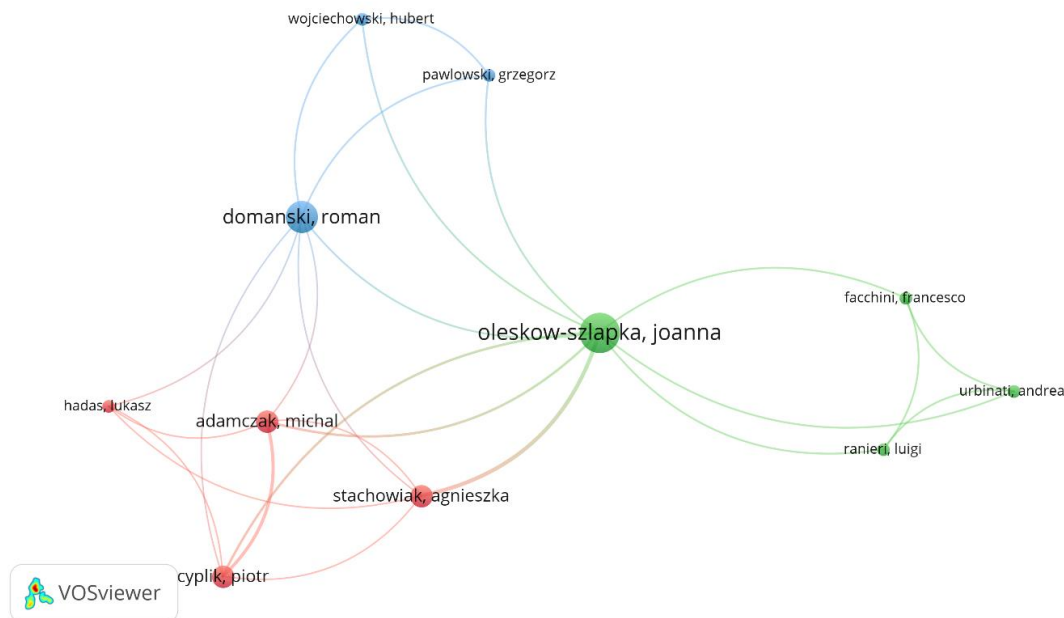 wojciechowski, hubert
pawlowski, grzegorz
domanski, roman
facchini, francesco
oleskow-szlapka, joanna
urbinati, andrea
hadas, lukasz
adamczak, michal
ranieri, luigi
stachowiak, agnieszka
cyplik, piotr
VOSviewer